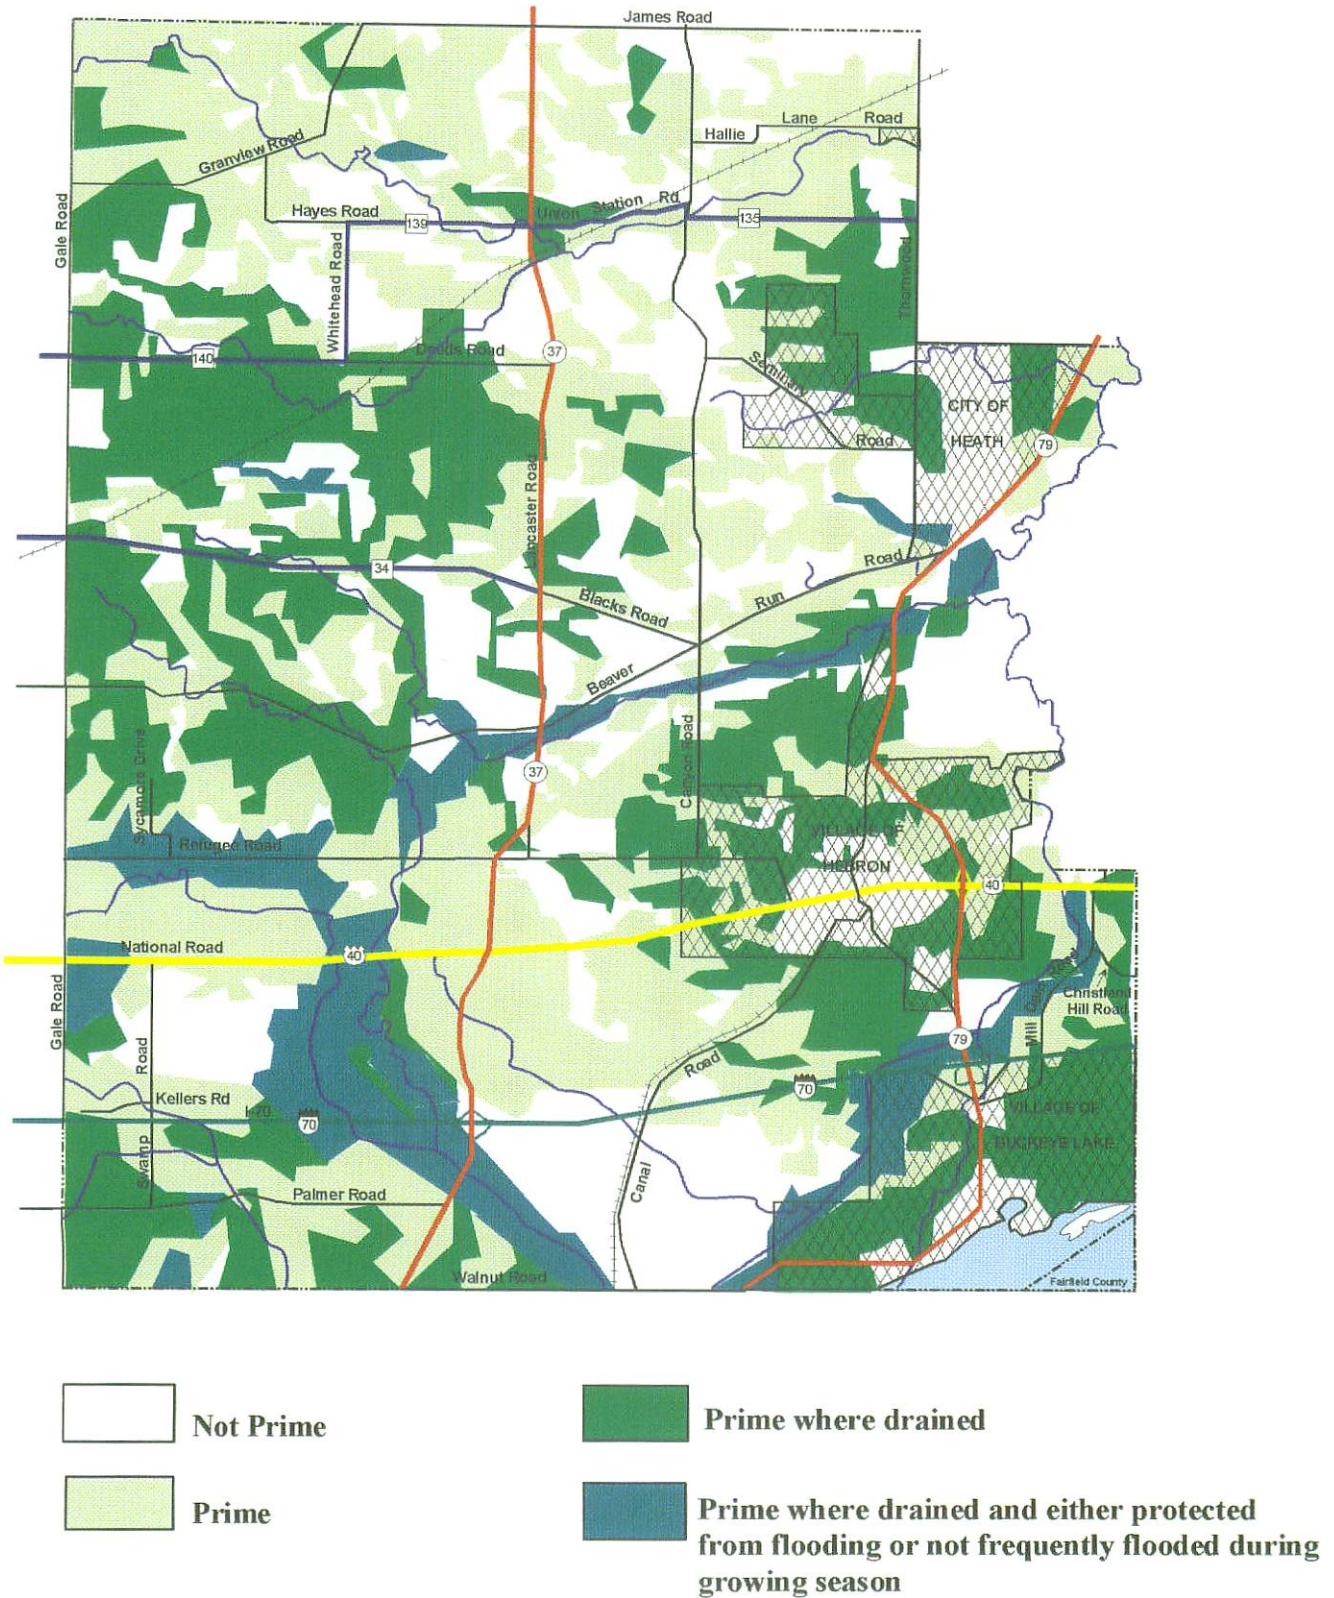 James Road
Lane
Road
Hallie
Granview Road
Gale Road
Hayes Road
139
Union Station Rd
135
Whitehead Road
Thornwood
140
Deeds Road
37
Seminary
Road
CITY OF
HEATH
79
Lancaster Road
34
Blacks Road
Run
Road
Beaver
Canyon Road
Sycamore Drive
37
Refugee Road
VILLAGE OF
HEBRON
40
National Road
40
Gale Road
Christland
Hill Road
79
Road
70
Road
Kellers Rd
I-70
70
VILLAGE OF
BUCKEYE LAKE
Swamp
Canal
Palmer Road
Walnut Road
Fairfield County
Not Prime
Prime where drained
Prime
Prime where drained and either protected
from flooding or not frequently flooded during
growing season